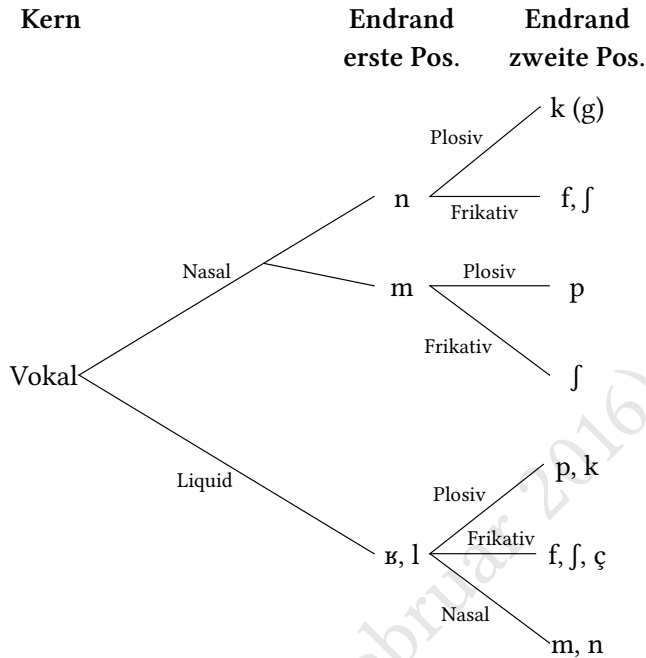 Kern Endrand Endrand
erste Pos. zweite Pos.
k (g)
Plosiv
n Frikativ f, ʃ
Nasal
m Plosiv p
Frikativ
Vokal ʃ
Liquid
p, k
Plosiv
ʁ, l Frikativ f, ʃ, ç
Nasal
m, n